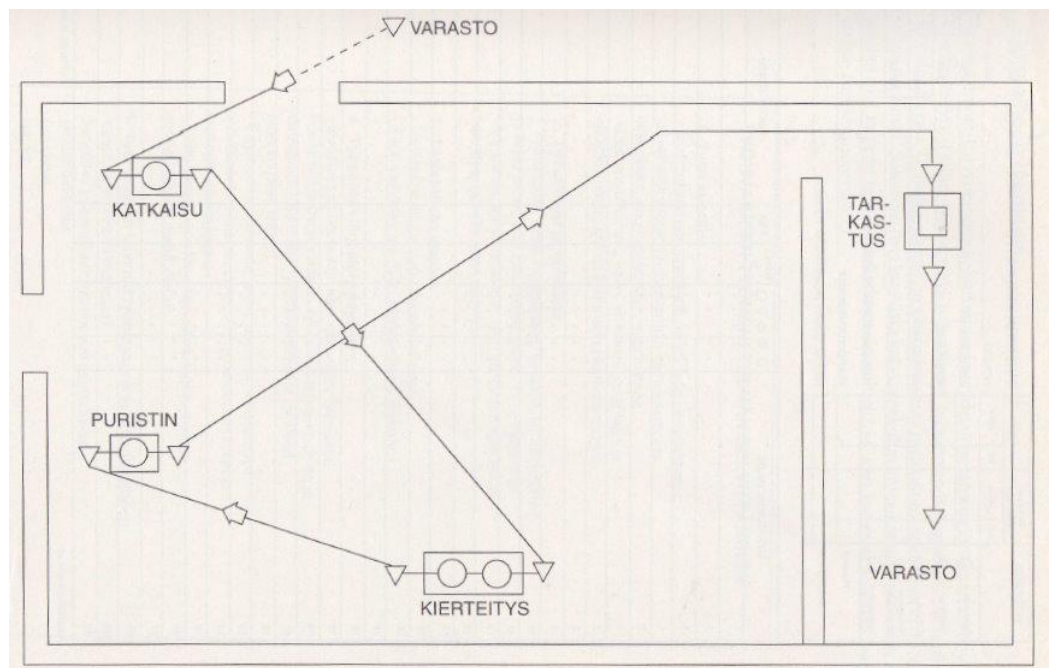 VARASTO
KATKAISU
TAR-
KAS-
TUS
PURISTIN
VARASTO
KIERTEITYS